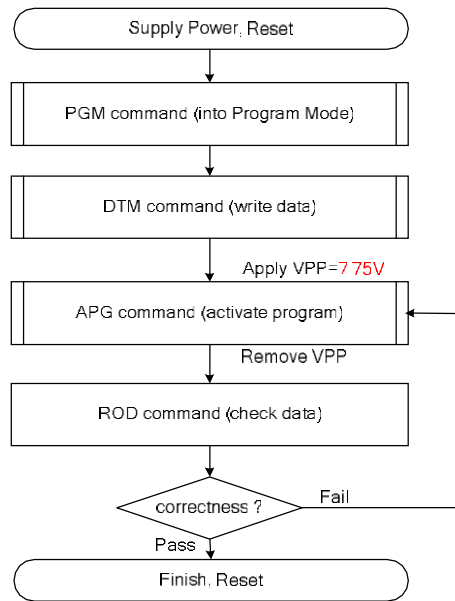 Supply Power, Reset
PGM command (into Program Mode)
DTM command (write data)
Apply VPP=7.75V
APG command (activate program)
Remove VPP
ROD command (check data)
correctness ?
Fail
Pass
Finish, Reset